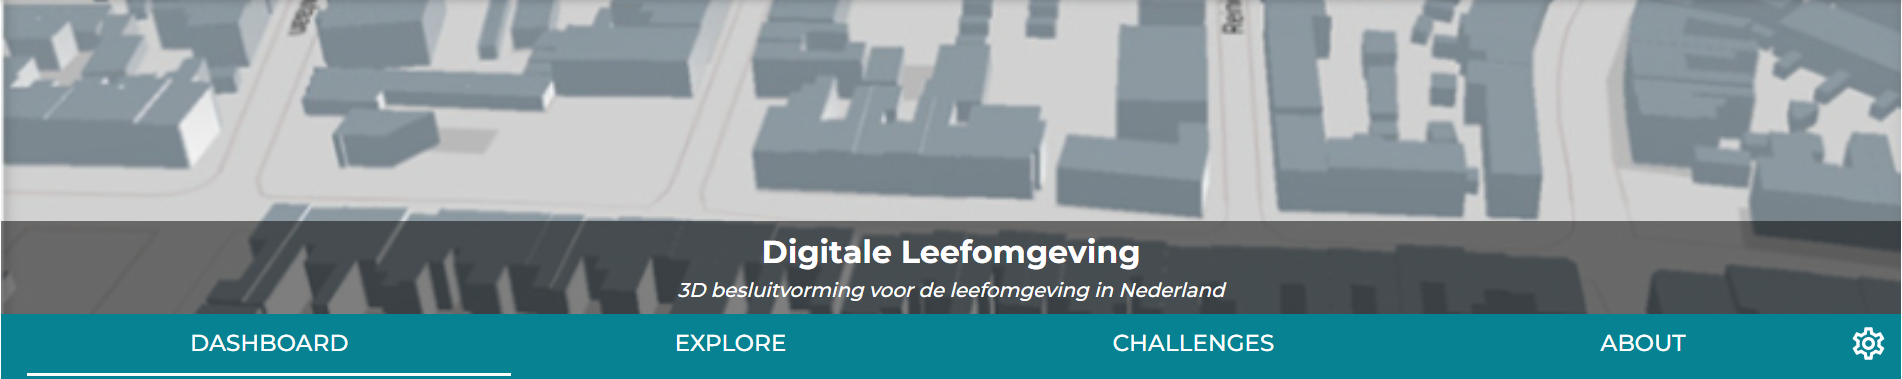 Digitale Leefomgeving
3D besluitvorming voor de leefomgeving in Nederland
DASHBOARD
EXPLORE
CHALLENGES
ABOUT